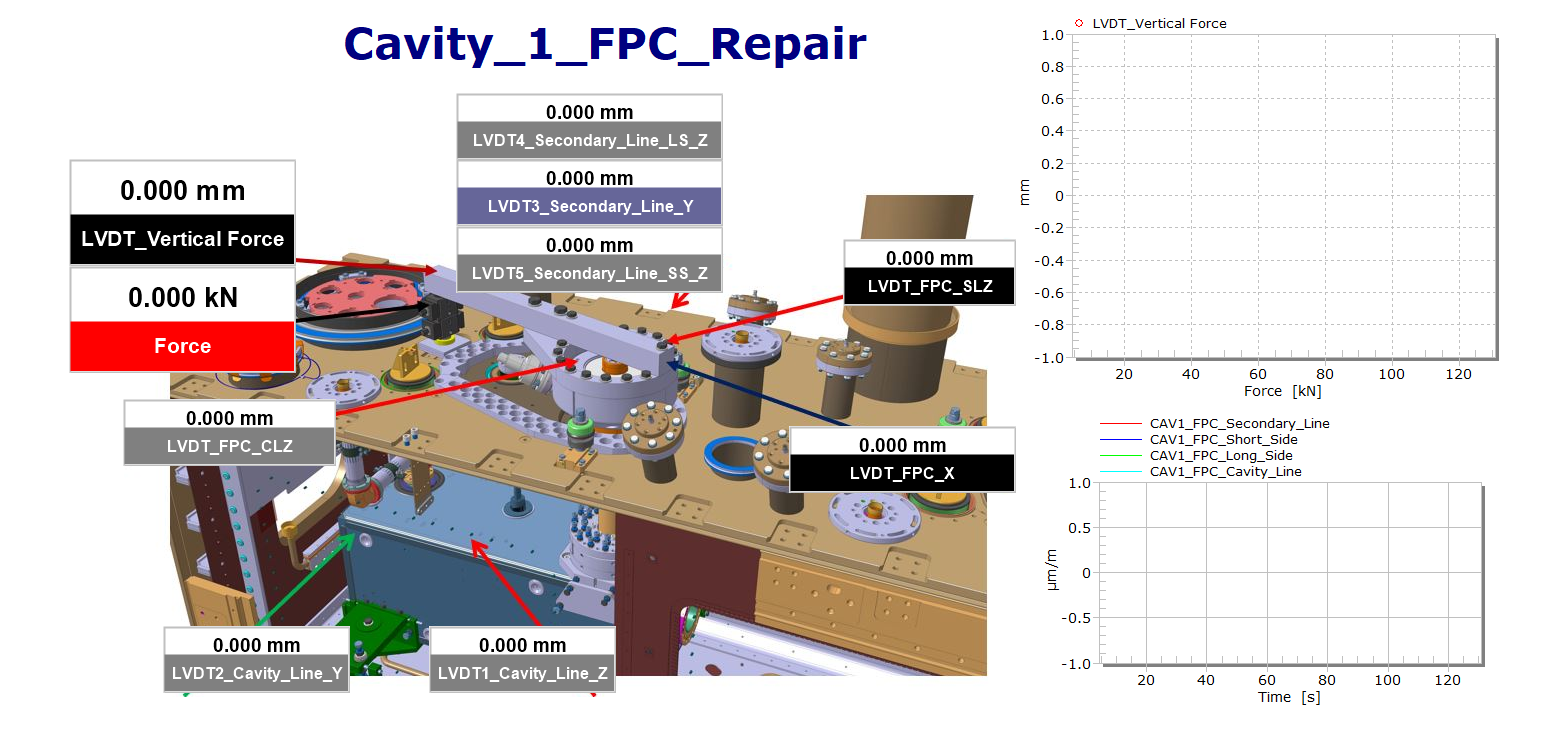 Cavity_1_FPC_Repair
0.000 mm
LVDT4_Secondary_Line_LS_Z
0.000 mm
LVDT3_Secondary_Line_Y
0.000 mm
LVDT5_Secondary_Line_SS_Z
0.000 mm
LVDT_Vertical Force
0.000 kN
Force
0.000 mm
LVDT_FPC_SLZ
0.000 mm
LVDT_FPC_CLZ
0.000 mm
LVDT_FPC_X
0.000 mm
LVDT2_Cavity_Line_Y
0.000 mm
LVDT1_Cavity_Line_Z
LVDT_Vertical Force
1.0
0.8
0.6
0.4
0.2
0
-0.2
-0.4
-0.6
-0.8
-1.0
mm
20 40 60 80 100 120
Force [kN]
CAV1_FPC_Secondary_Line
CAV1_FPC_Short_Side
CAV1_FPC_Long_Side
CAV1_FPC_Cavity_Line
1.0
0.5
0
-0.5
-1.0
µm/m
20 40 60 80 100 120
Time [s]